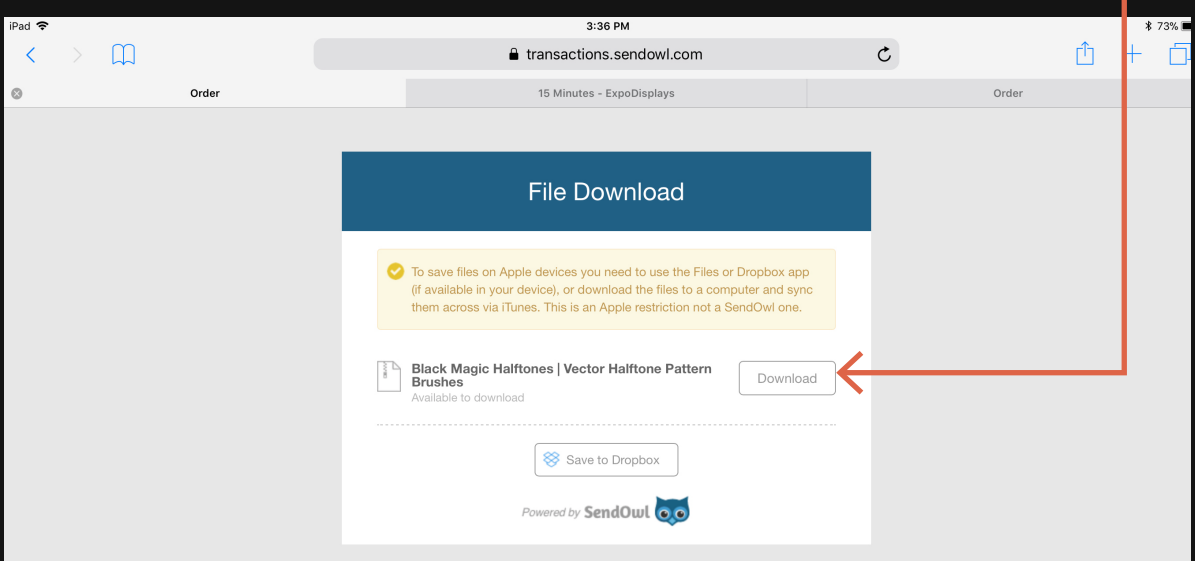 iPad 3:36 PM 73%
transactions.sendowl.com
Order 15 Minutes - ExpoDisplays Order
File Download
To save files on Apple devices you need to use the Files or Dropbox app
(if available in your device), or download the files to a computer and sync
them across via iTunes. This is an Apple restriction not a SendOwl one.
Black Magic Halftones | Vector Halftone Pattern
Brushes
Download
Available to download
Save to Dropbox
Powered by SendOwl